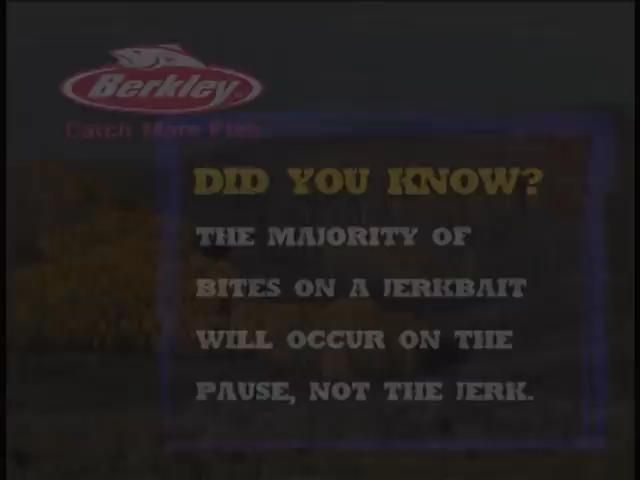 Berkley
Catch More Fish
DID YOU KNOW?
THE MAJORITY OF
BITES ON A JERKBAIT
WILL OCCUR ON THE
PAUSE, NOT THE JERK.